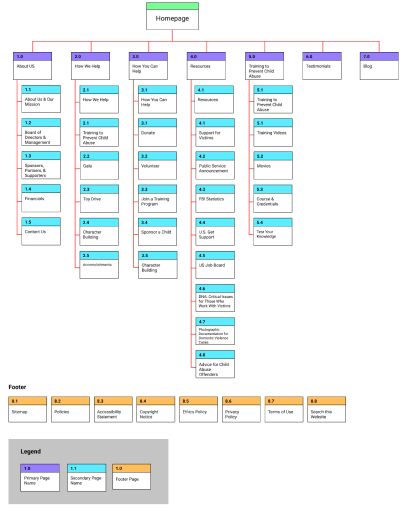 Homepage
1.0
About US
2.0
How We Help
3.0
How You Can
Help
4.0
Resources
5.0
Training to
Prevent Child
Abuse
6.0
Testimonials
7.0
Blog
1.1
About Us & Our
Mission
1.2
Board of
Directors &
Management
1.3
Sponsors,
Partners, &
Supporters
1.4
Financials
1.5
Contact Us
2.1
How We Help
2.1
Training to
Prevent Child
Abuse
2.2
Gala
2.3
Toy Drive
2.4
Character
Building
2.5
Accomplishments
3.1
How You Can
Help
3.1
Donate
3.2
Volunteer
3.3
Join a Training
Program
3.4
Sponsor a Child
3.5
Character
Building
4.1
Resources
4.1
Support for
Victims
4.2
Public Service
Announcement
4.3
FBI Statistics
4.4
U.S. Get
Support
4.5
US Job Board
4.6
DNA: Critical Issues
for Those Who
Work With Victims
4.7
Photographic
Documentation for
Domestic Violence
Cases
4.8
Advice for Child
Abuse
Offenders
5.1
Training to
Prevent Child
Abuse
5.1
Training Videos
5.2
Movies
5.3
Course &
Credentials
5.4
Test Your
Knowledge
Footer
8.1
Sitemap
8.2
Policies
8.3
Accessibility
Statement
8.4
Copyright
Notice
8.5
Ethics Policy
8.6
Privacy
Policy
8.7
Terms of Use
8.8
Search this
Website
Legend
1.0
Primary Page
Name
1.1
Secondary Page
Name
1.0
Footer Page